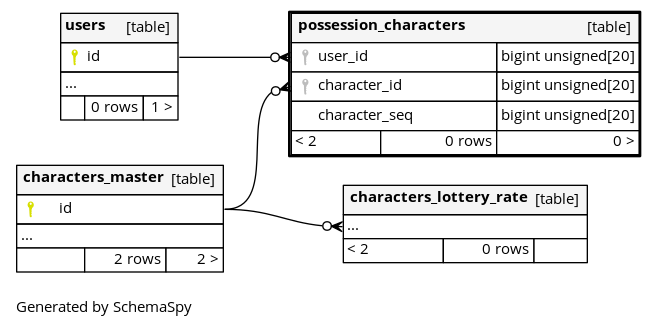 users [table]
id
...
0 rows 1 >
possession_characters [table]
user_id bigint unsigned[20]
character_id bigint unsigned[20]
character_seq bigint unsigned[20]
< 2 0 rows 0 >
characters_master [table]
id
...
2 rows 2 >
characters_lottery_rate [table]
...
< 2 0 rows
Generated by SchemaSpy